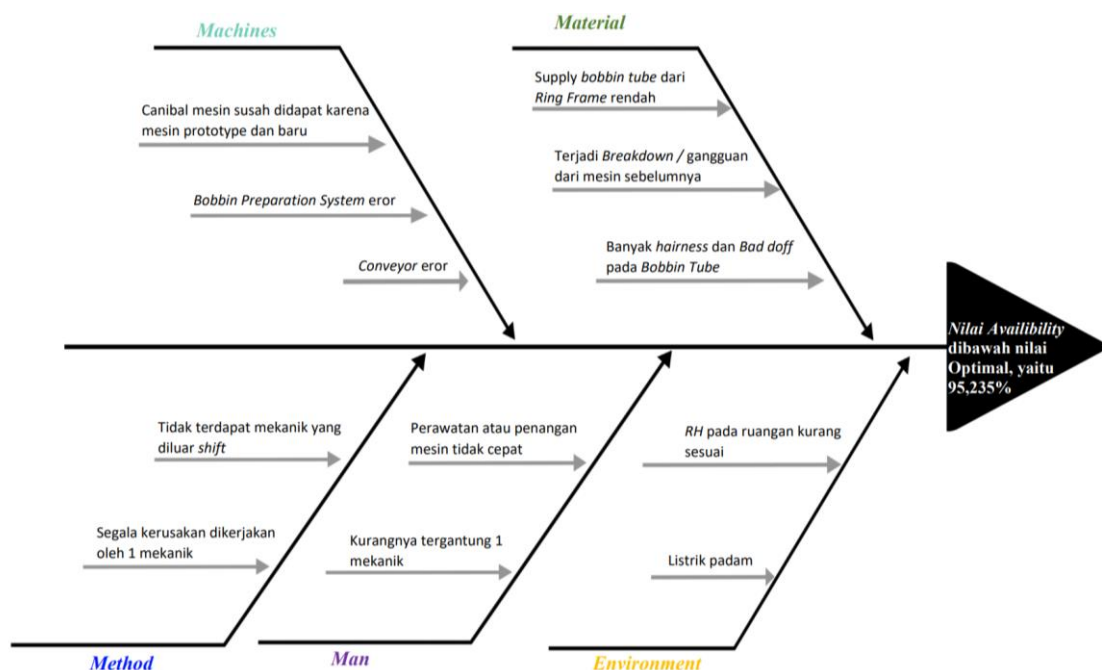 Machines
Material
Canibal mesin susah didapat karena
mesin prototype dan baru
Bobbin Preparation System eror
Conveyor eror
Supply bobbin tube dari
Ring Frame rendah
Terjadi Breakdown / gangguan
dari mesin sebelumnya
Banyak hairness dan Bad doff
pada Bobbin Tube
Nilai Availibility
dibawah nilai
Optimal, yaitu
95,235%
Tidak terdapat mekanik yang
diluar shift
Segala kerusakan dikerjakan
oleh 1 mekanik
Perawatan atau penangan
mesin tidak cepat
Kurangnya tergantung 1
mekanik
RH pada ruangan kurang
sesuai
Listrik padam
Method
Man
Environment